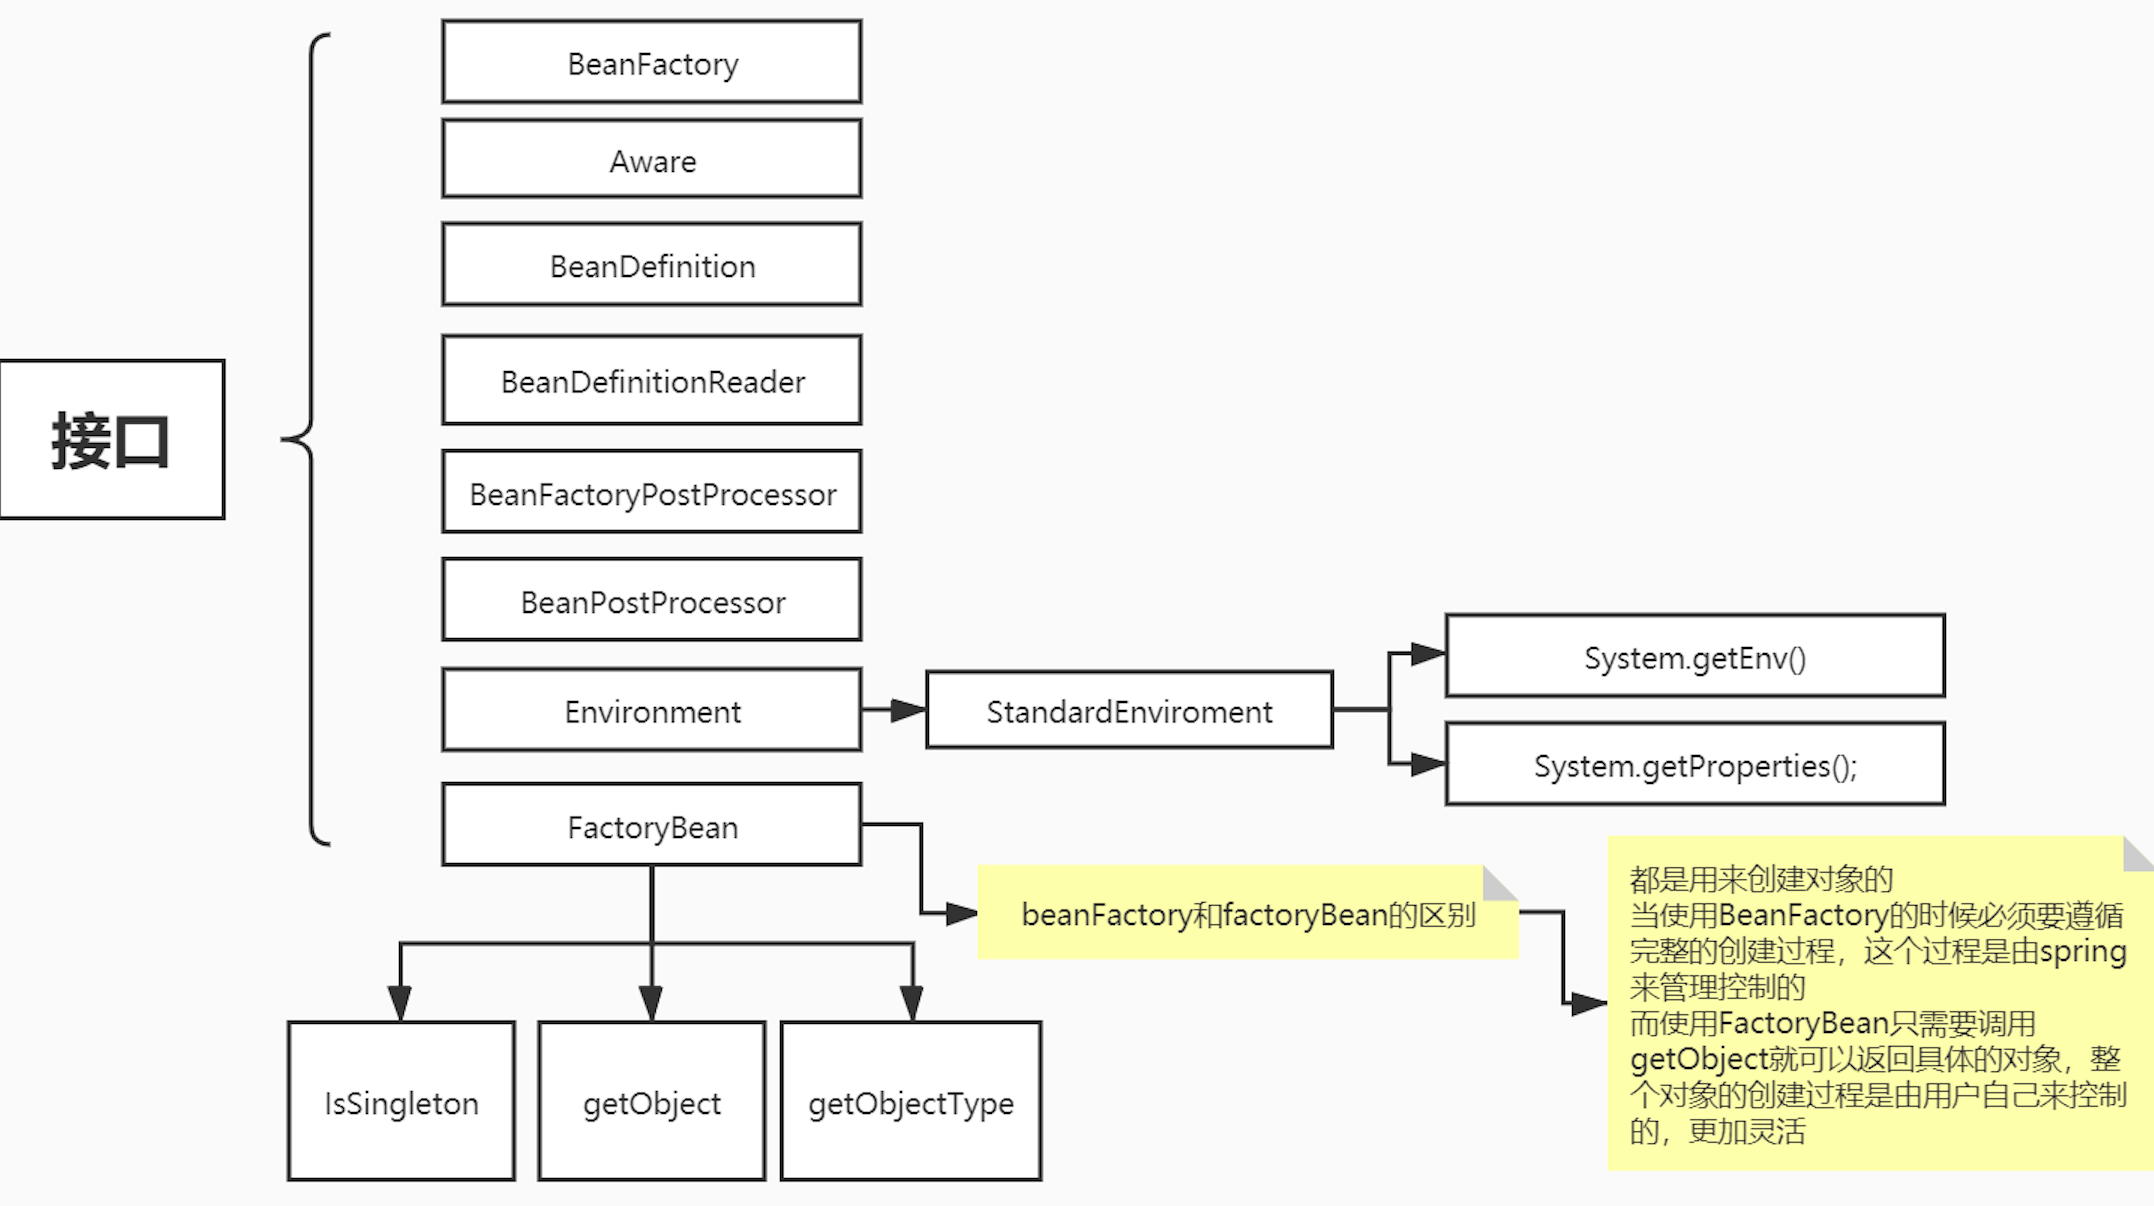 接口
BeanFactory
Aware
BeanDefinition
BeanDefinitionReader
BeanFactoryPostProcessor
BeanPostProcessor
Environment
StandardEnviroment
System.getEnv()
System.getProperties();
FactoryBean
beanFactory和factoryBean的区别
都是用来创建对象的
当使用BeanFactory的时候必须要遵循
完整的创建过程，这个过程是由spring
来管理控制的
而使用FactoryBean只需要调用
getObject就可以返回具体的对象，整
个对象的创建过程是由用户自己来控制
的，更加灵活
IsSingleton
getObject
getObjectType